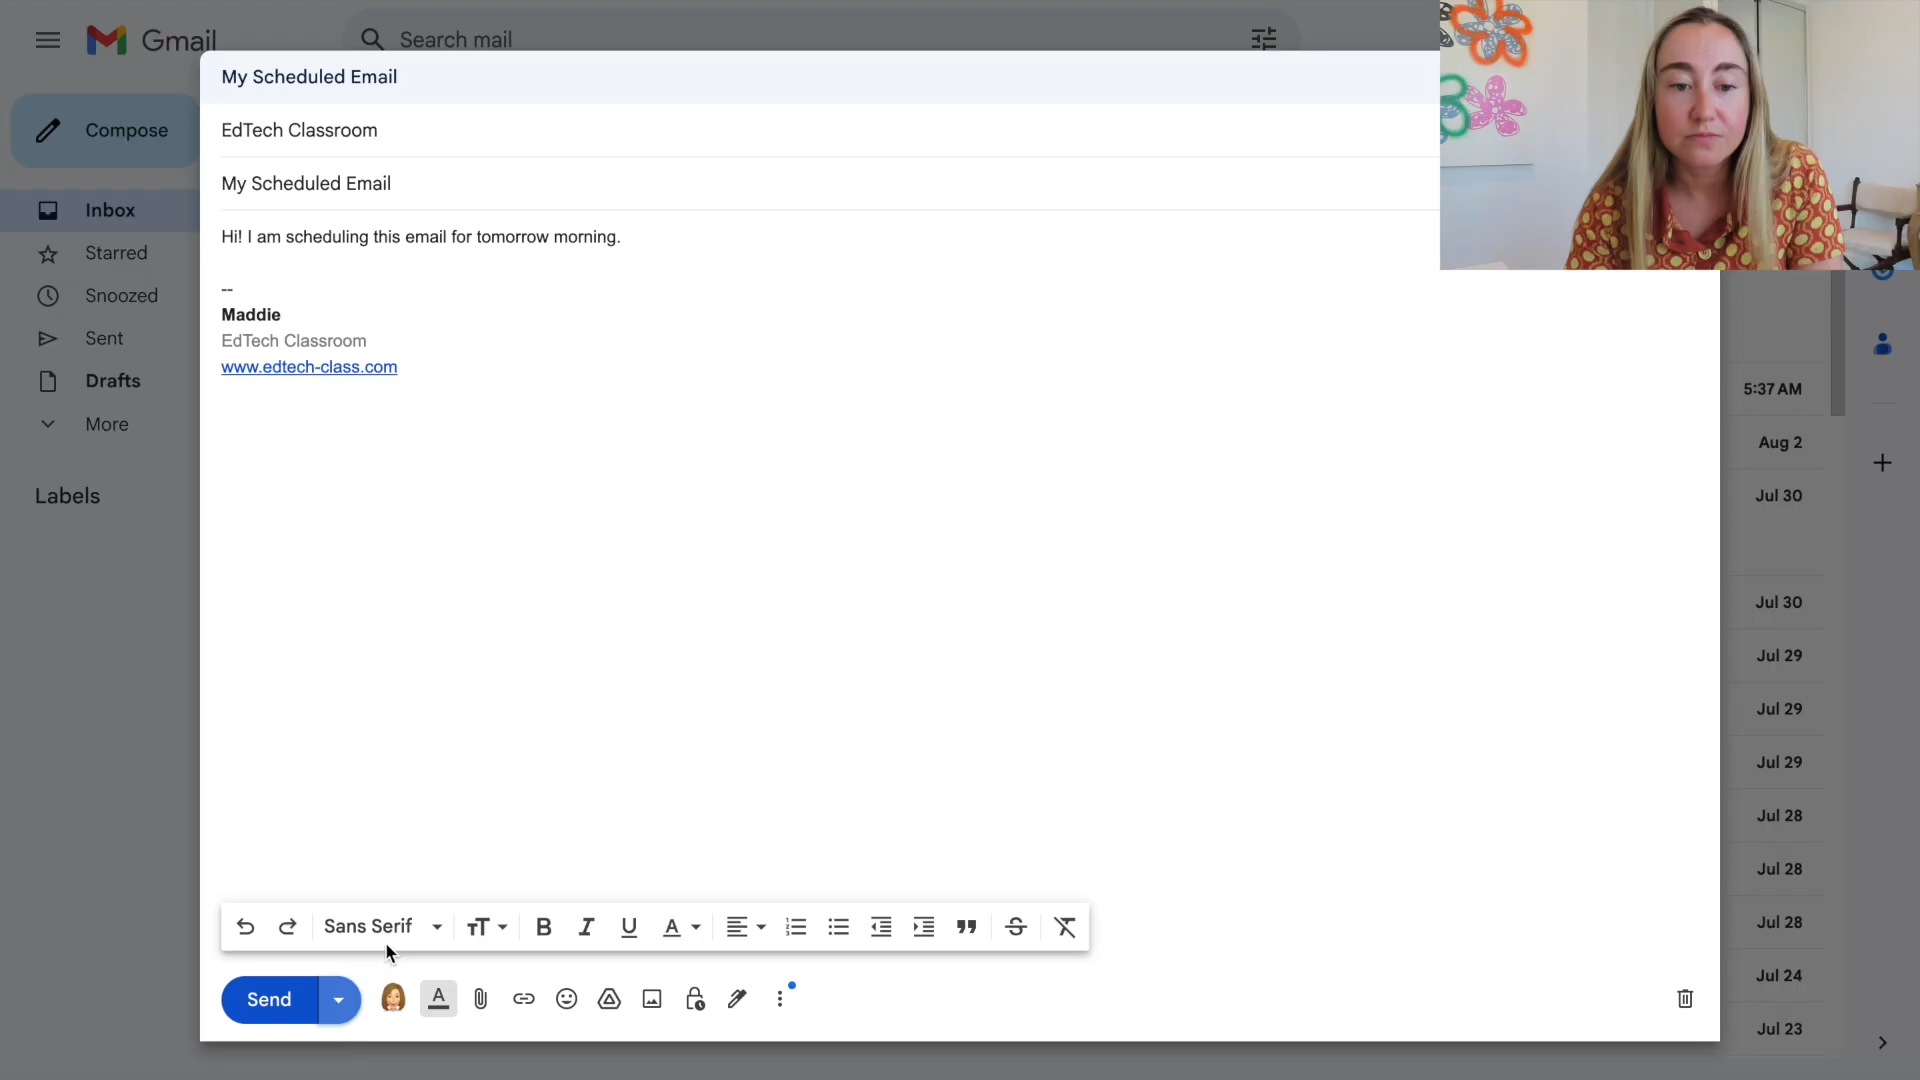 Gmail
Search mail
Compose
Inbox
Starred
Snoozed
Sent
Drafts
More
Labels
My Scheduled Email
EdTech Classroom
My Scheduled Email
Hi! I am scheduling this email for tomorrow morning.
--
Maddie
EdTech Classroom
www.edtech-class.com
Sans Serif
Send
5:37 AM
Aug 2
Jul 30
Jul 30
Jul 29
Jul 29
Jul 29
Jul 28
Jul 28
Jul 28
Jul 24
Jul 23